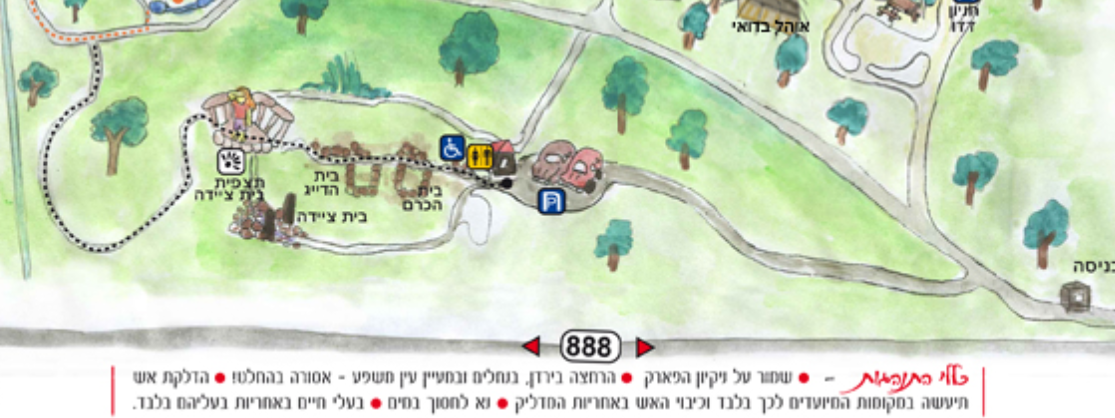 חניון
דדו
אוהל בדואי
בית
הדייג
בית
הכרם
תצפית
בית ציידה
בית ציידה
כניסה
888
כללי התנהגות - ● שמור על ניקיון הפארק ● הרחצה בירדן, בנחלים ובמעיין עין משפע - אסורה בהחלט! ● הדלקת אש
תיעשה במקומות המיועדים לכך בלבד וכיבוי האש באחריות המדליק ● נא לחסוך במים ● בעלי חיים באחריות בעליהם בלבד.